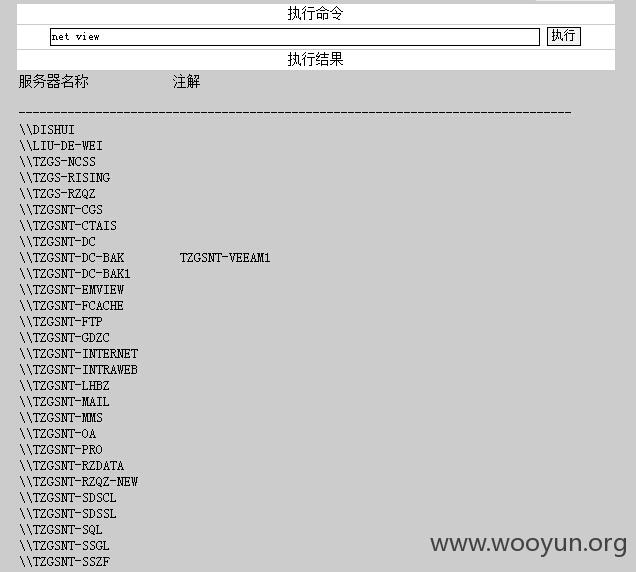 执行命令
net view 执行
执行结果
服务器名称 注解
-------------------------------------------------------------------------------
\\DISHUI
\\LIU-DE-WEI
\\TZGS-NCSS
\\TZGS-RISING
\\TZGS-RZQZ
\\TZGSNT-CGS
\\TZGSNT-CTAIS
\\TZGSNT-DC
\\TZGSNT-DC-BAK TZGSNT-VEEAM1
\\TZGSNT-DC-BAK1
\\TZGSNT-EMVIEW
\\TZGSNT-FCACHE
\\TZGSNT-FTP
\\TZGSNT-GDZC
\\TZGSNT-INTERNET
\\TZGSNT-INTRAWEB
\\TZGSNT-LHBZ
\\TZGSNT-MAIL
\\TZGSNT-MMS
\\TZGSNT-OA
\\TZGSNT-PRO
\\TZGSNT-RZDATA
\\TZGSNT-RZQZ-NEW
\\TZGSNT-SDSCL
\\TZGSNT-SDSSL
\\TZGSNT-SQL
\\TZGSNT-SSGL
\\TZGSNT-SSZF
www.wooyun.org